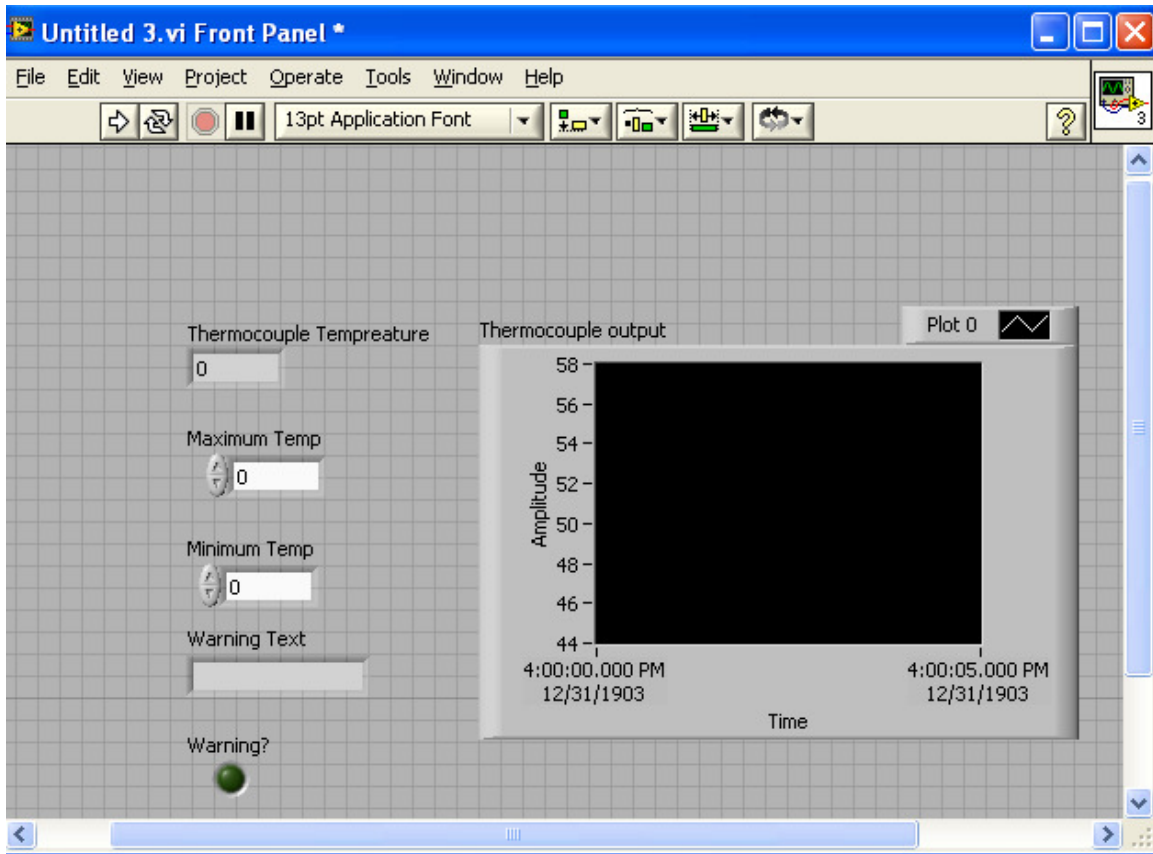 Untitled 3.vi Front Panel *
File Edit View Project Operate Tools Window Help
13pt Application Font
?
3
Thermocouple Tempreature
0
Maximum Temp
0
Minimum Temp
0
Warning Text
Warning?
Thermocouple output
Plot 0
58
56
54
52
50
48
46
44
Amplitude
4:00:00.000 PM
12/31/1903
4:00:05.000 PM
12/31/1903
Time